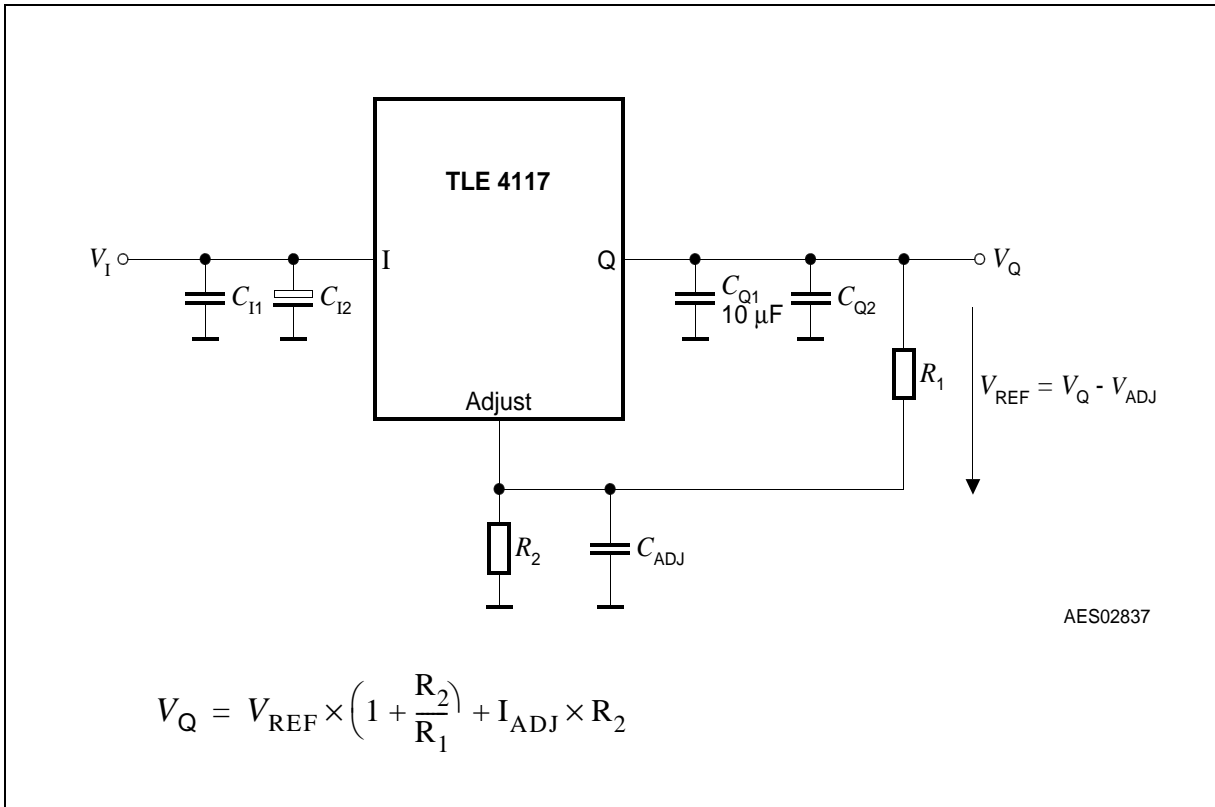 TLE 4117
V_I
I
Q
V_Q
C_I1
C_I2
C_Q1
10 µF
C_Q2
R_1
V_REF = V_Q - V_ADJ
Adjust
R_2
C_ADJ
AES02837
V_Q = V_REF × (1 + R_2/R_1) + I_ADJ × R_2